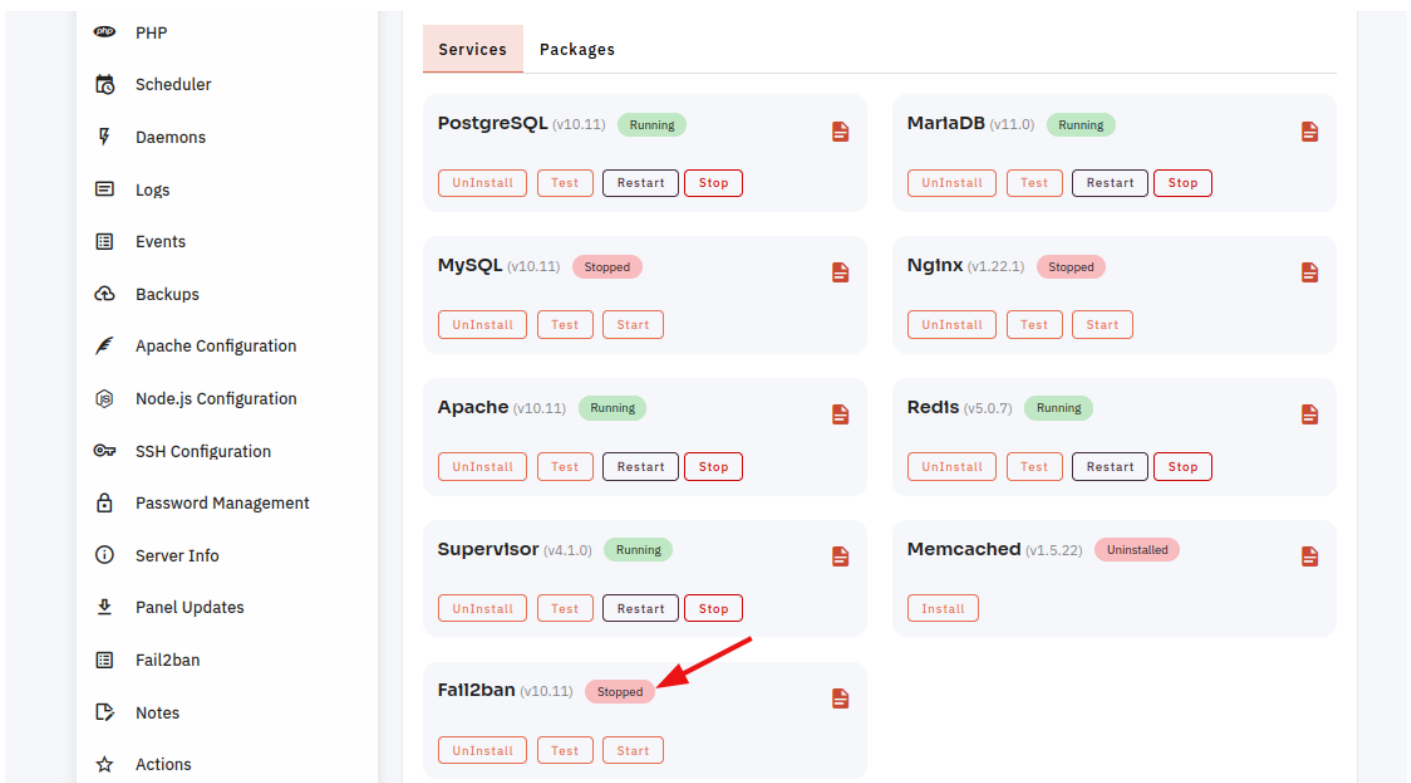 PHP
Scheduler
Daemons
Logs
Events
Backups
Apache Configuration
Node.js Configuration
SSH Configuration
Password Management
Server Info
Panel Updates
Fail2ban
Notes
Actions
Services Packages
PostgreSQL (v10.11) Running
UnInstall Test Restart Stop
MariaDB (v11.0) Running
UnInstall Test Restart Stop
MySQL (v10.11) Stopped
UnInstall Test Start
Nginx (v1.22.1) Stopped
UnInstall Test Start
Apache (v10.11) Running
UnInstall Test Restart Stop
Redis (v5.0.7) Running
UnInstall Test Restart Stop
Supervisor (v4.1.0) Running
UnInstall Test Restart Stop
Memcached (v1.5.22) Uninstalled
Install
Fail2ban (v10.11) Stopped
UnInstall Test Start